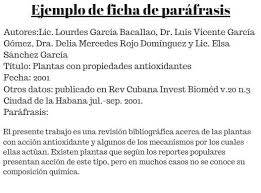 Ejemplo de ficha de paráfrasis
Autores:Lic. Lourdes García Bacallao, Dr. Luis Vicente García
Gómez, Dra. Delia Mercedes Rojo Domínguez y Lic. Elsa
Sánchez García
Título: Plantas con propiedades antioxidantes
Fecha: 2001
Otros datos: publicado en Rev Cubana Invest Bioméd v.20 n.3
Ciudad de la Habana jul.-sep. 2001.
Paráfrasis:
El presente trabajo es una revisión bibliográfica acerca de las plantas
con acción antioxidante y algunos de los mecanismos por los cuales
ellas actúan. Existen plantas que según los reportes populares
presentan acción de este tipo, pero en muchos casos no se conoce su
composición química.